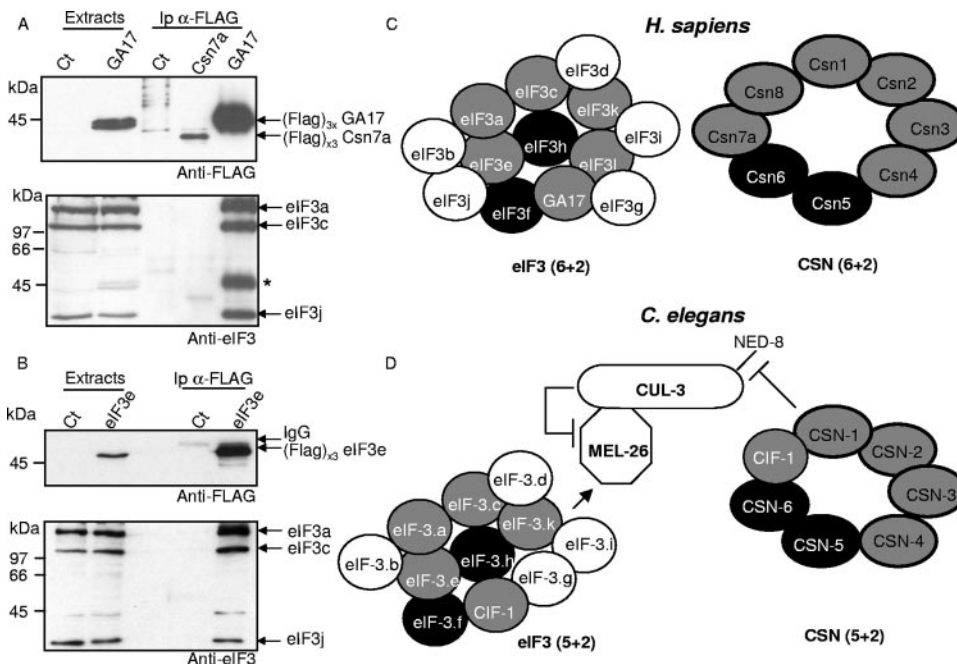 A
Extracts
Ip α-FLAG
Ct
GA17
Ct
Csn7a
GA17
kDa
45
(Flag)3x GA17
(Flag)x3 Csn7a
Anti-FLAG
kDa
97
66
45
eIF3a
eIF3c
*
eIF3j
Anti-eIF3
B
Extracts
Ip α-FLAG
Ct
eIF3e
Ct
eIF3e
kDa
45
IgG
(Flag)x3 eIF3e
Anti-FLAG
kDa
97
66
45
eIF3a
eIF3c
eIF3j
Anti-eIF3
C
H. sapiens
eIF3d
eIF3c
eIF3k
eIF3a
eIF3i
eIF3h
eIF3b
eIF3e
eIF3l
eIF3j
GA17
eIF3g
eIF3f
eIF3 (6+2)
Csn1
Csn8
Csn2
Csn7a
Csn3
Csn6
Csn4
Csn5
CSN (6+2)
C. elegans
D
NED-8
CUL-3
MEL-26
eIF-3.d
eIF-3.c
eIF-3.k
eIF-3.a
eIF-3.i
eIF-3.h
eIF-3.b
eIF-3.g
eIF-3.e
CIF-1
eIF-3.f
eIF3 (5+2)
CSN-1
CIF-1
CSN-2
CSN-6
CSN-3
CSN-5
CSN-4
CSN (5+2)